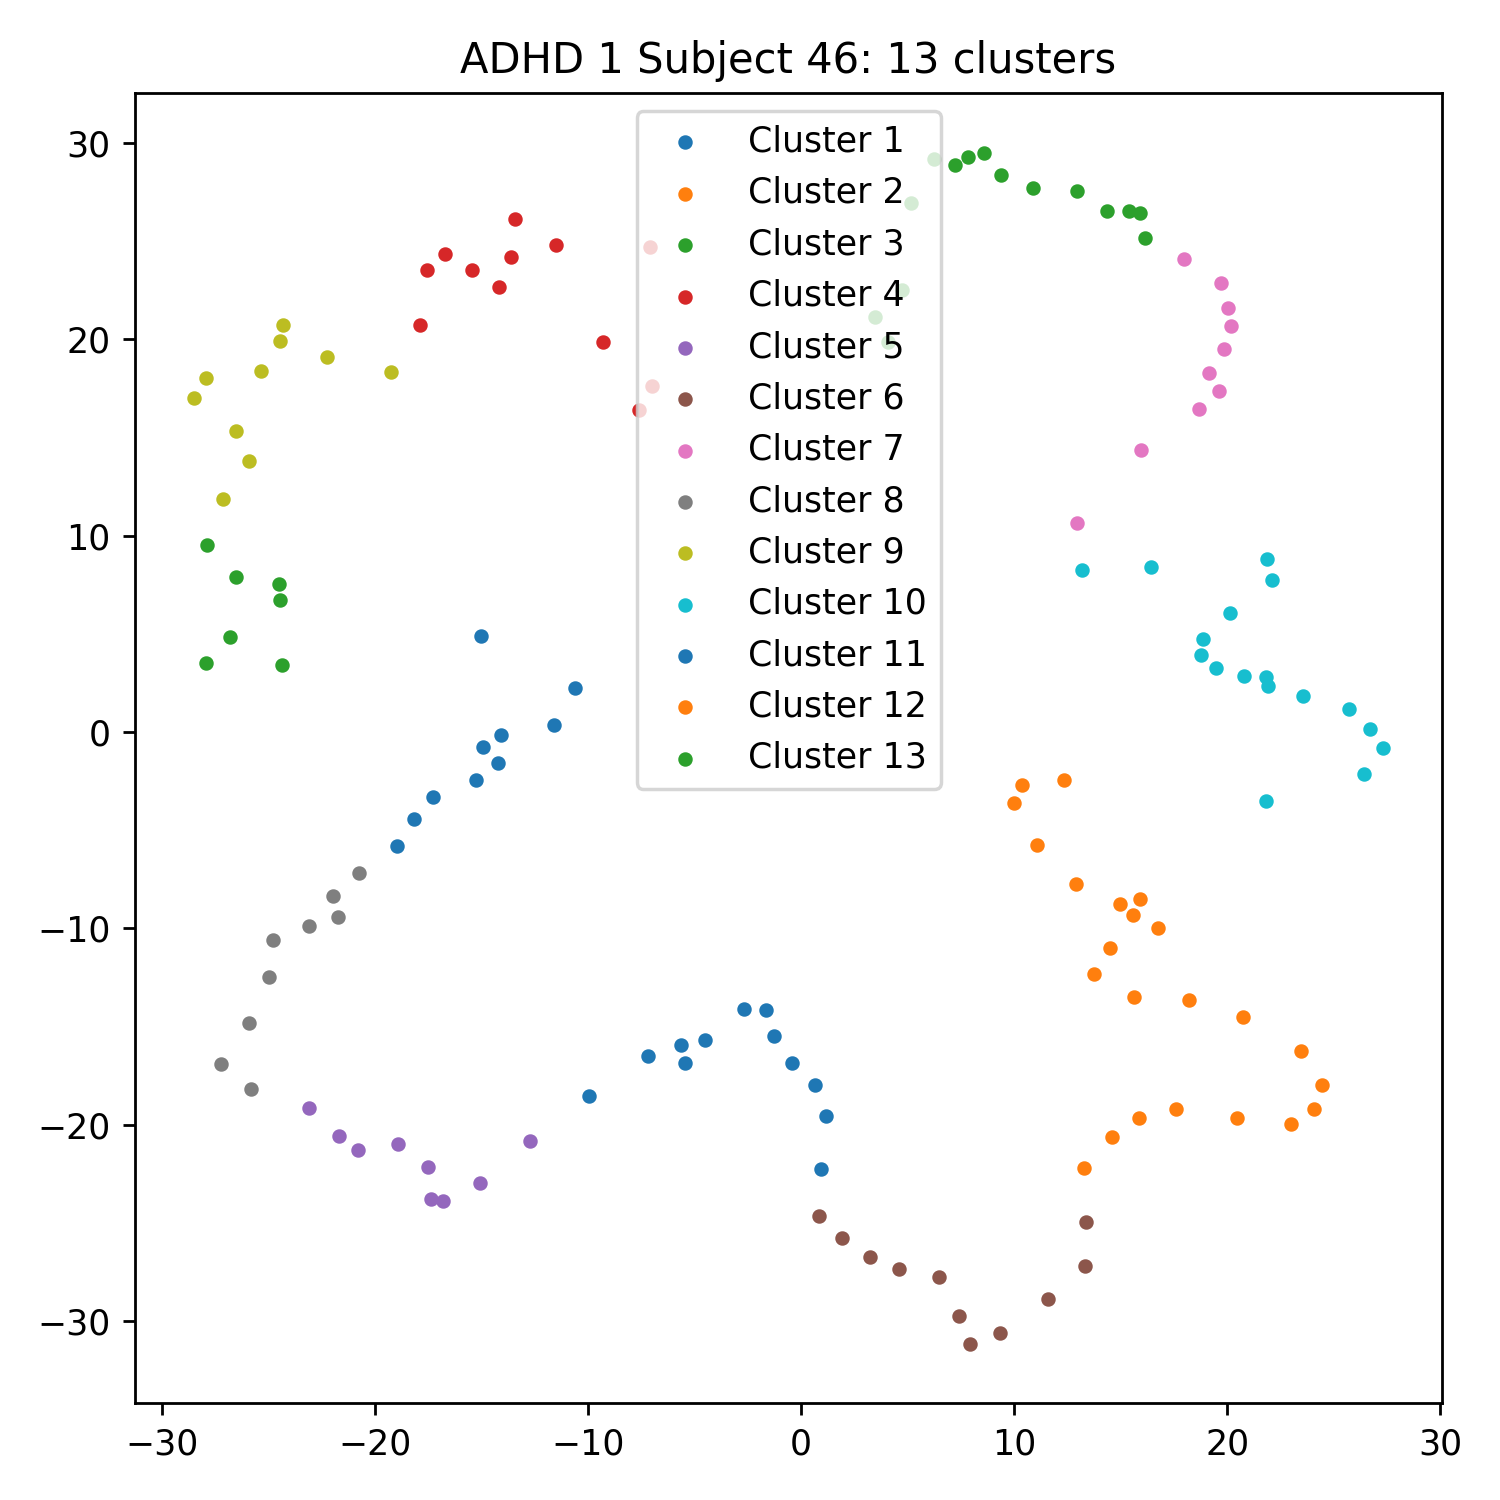 ADHD 1 Subject 46: 13 clusters
Cluster 1
Cluster 2
Cluster 3
Cluster 4
Cluster 5
Cluster 6
Cluster 7
Cluster 8
Cluster 9
Cluster 10
Cluster 11
Cluster 12
Cluster 13
30
20
10
0
−10
−20
−30
−30 −20 −10 0 10 20 30